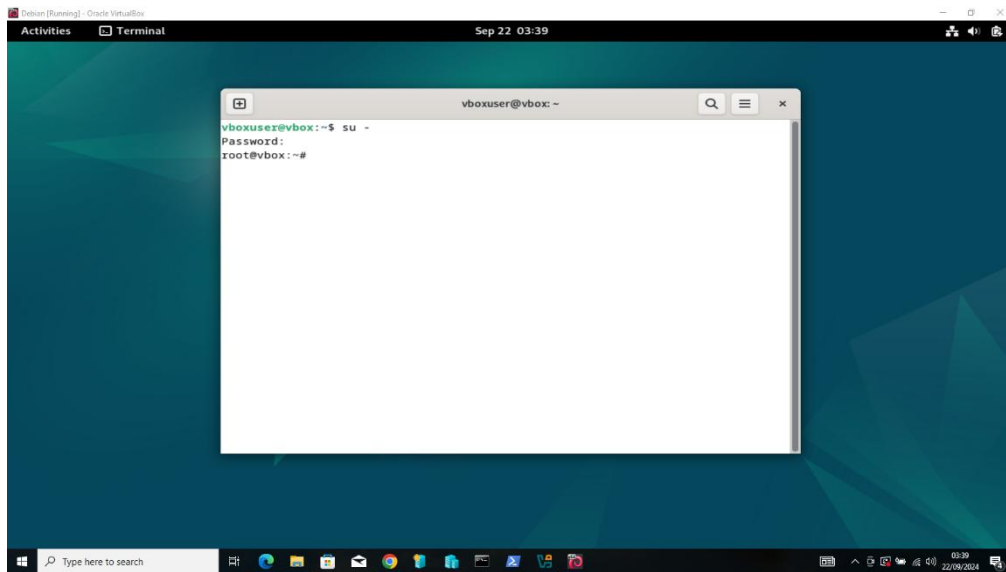 Debian [Running] - Oracle VirtualBox
Activities Terminal Sep 22 03:39
vboxuser@vbox: ~
vboxuser@vbox:~$ su -
Password:
root@vbox:~#
Type here to search
03:39
22/09/2024